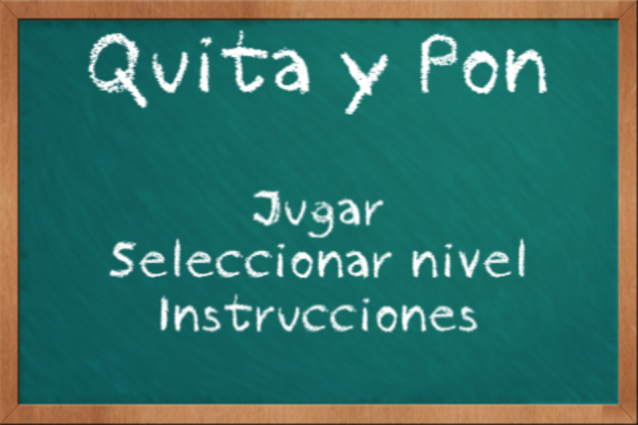 Quita y Pon
Jugar
Seleccionar nivel
Instrucciones